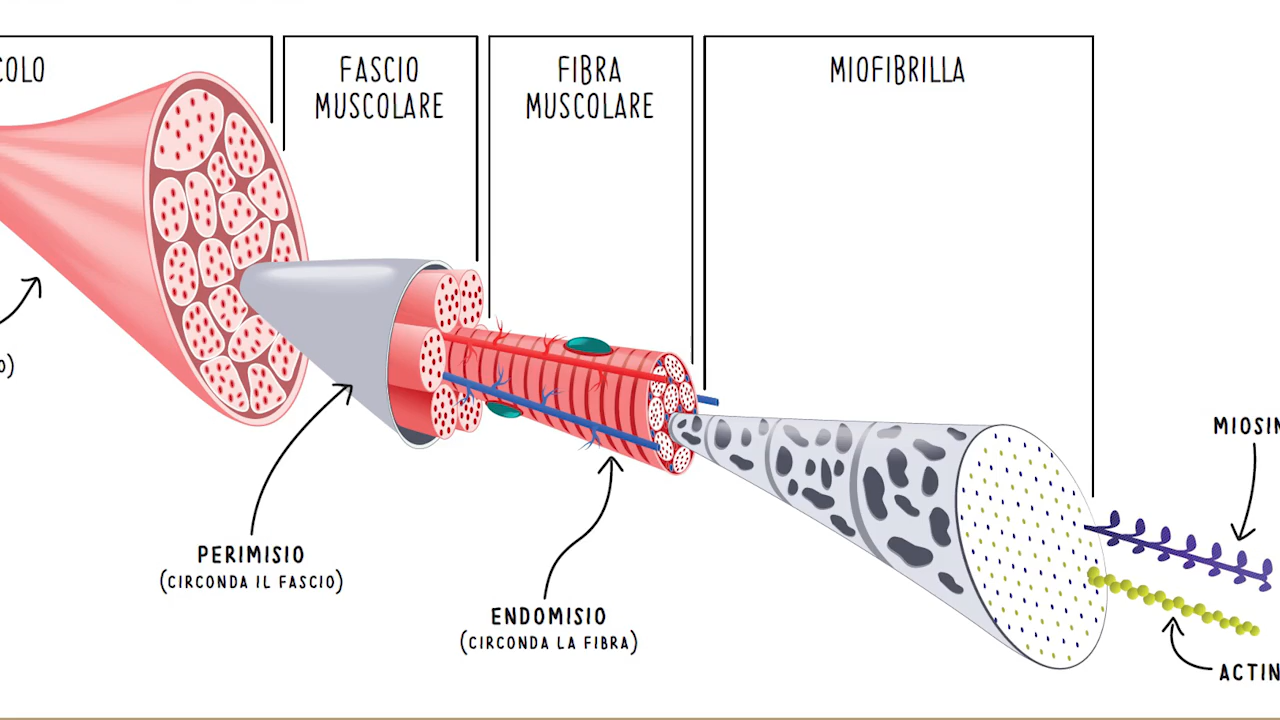 COLO
FASCIO
MUSCOLARE
FIBRA
MUSCOLARE
MIOFIBRILLA
O)
PERIMISIO
(CIRCONDA IL FASCIO)
ENDOMISIO
(CIRCONDA LA FIBRA)
MIOSIN
ACTIN